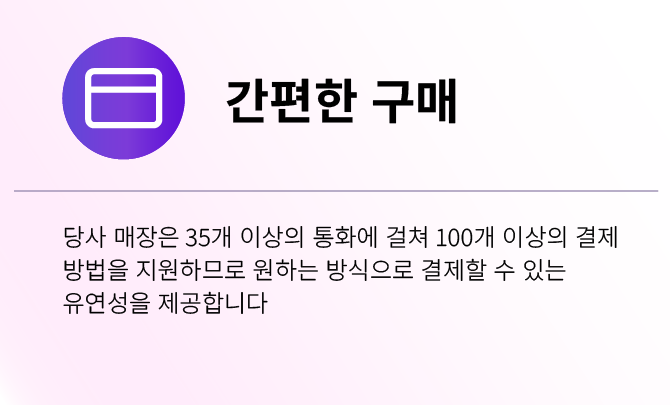 간편한 구매
당사 매장은 35개 이상의 통화에 걸쳐 100개 이상의 결제
방법을 지원하므로 원하는 방식으로 결제할 수 있는
유연성을 제공합니다